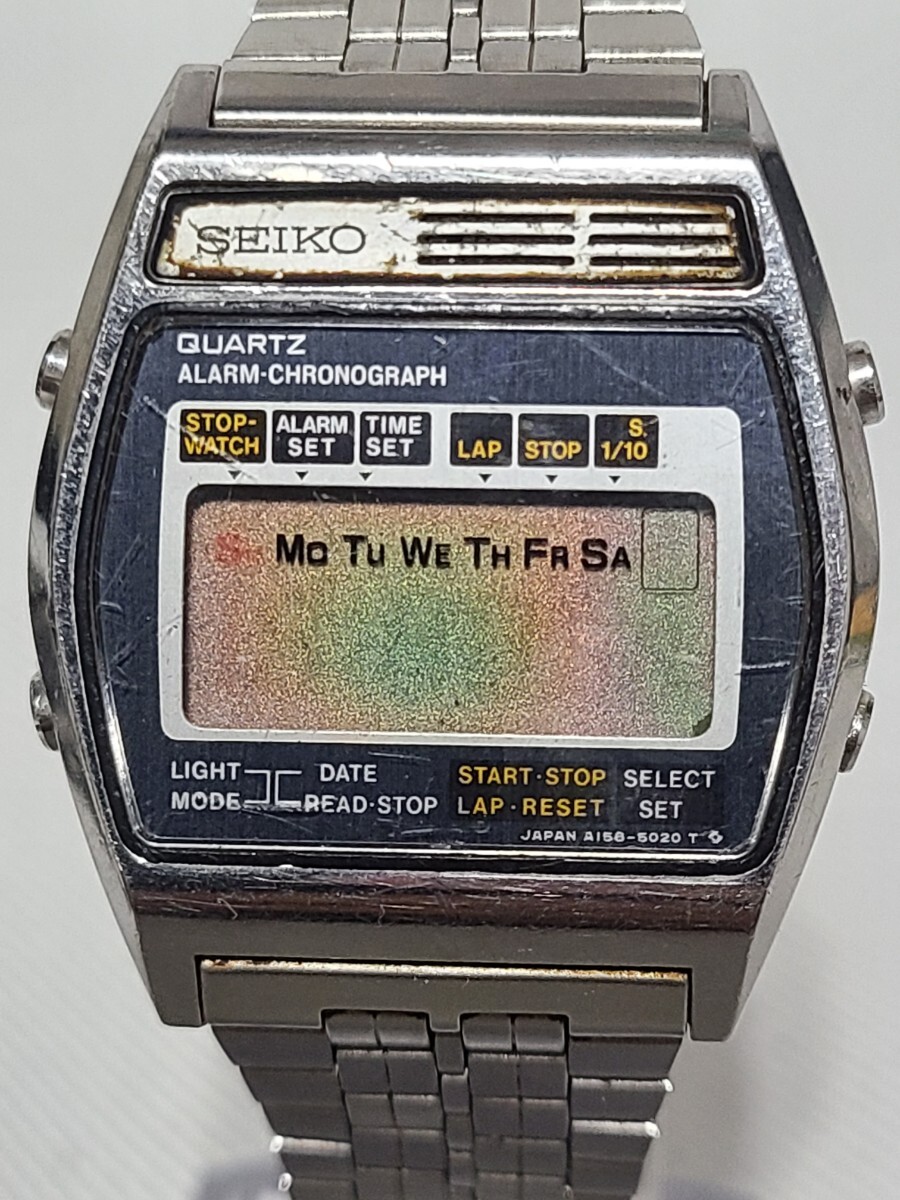 SEIKO
QUARTZ
ALARM-CHRONOGRAPH
STOP-WATCH ALARM SET TIME SET LAP STOP S. 1/10
Mo Tu We Th Fr Sa
LIGHT DATE START·STOP SELECT
MODE READ·STOP LAP·RESET SET
JAPAN A158-5020 T